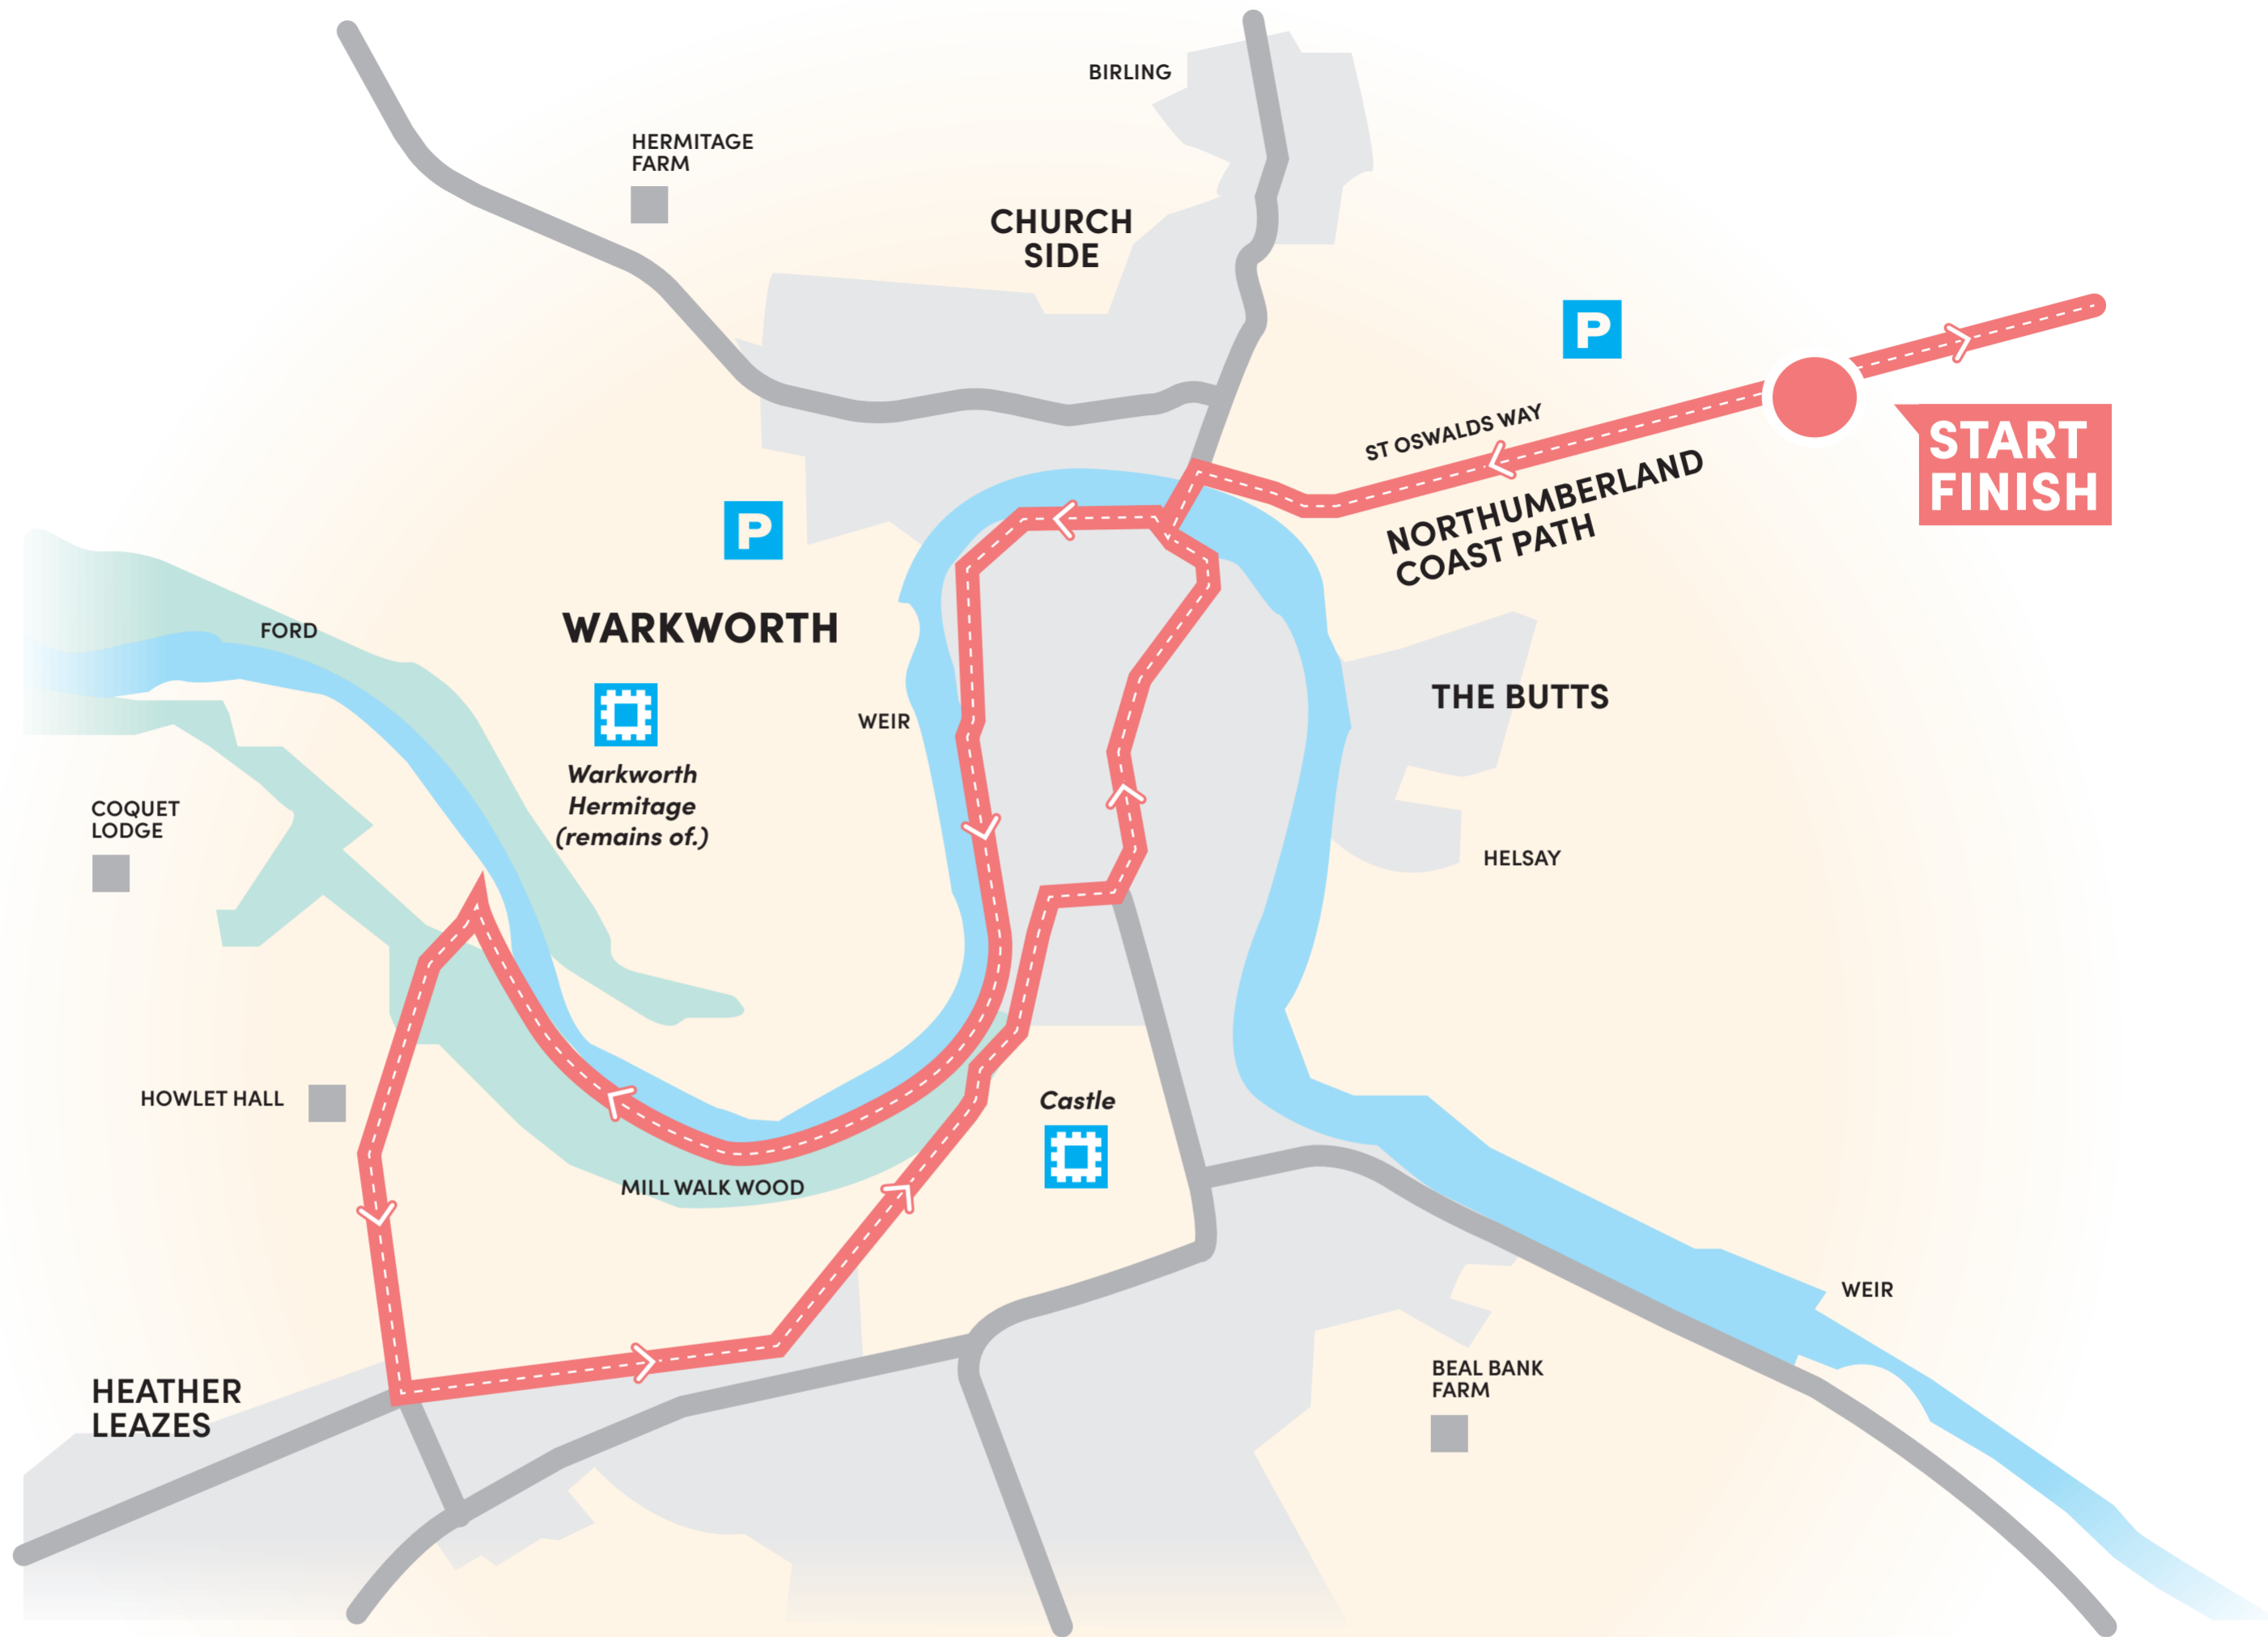 BIRLING
HERMITAGE
FARM
CHURCH
SIDE
P
ST OSWALDS WAY
NORTHUMBERLAND
COAST PATH
START
FINISH
P
FORD
WARKWORTH
WEIR
THE BUTTS
Warkworth
Hermitage
(remains of.)
COQUET
LODGE
HELSAY
HOWLET HALL
Castle
MILL WALK WOOD
WEIR
HEATHER
LEAZES
BEAL BANK
FARM